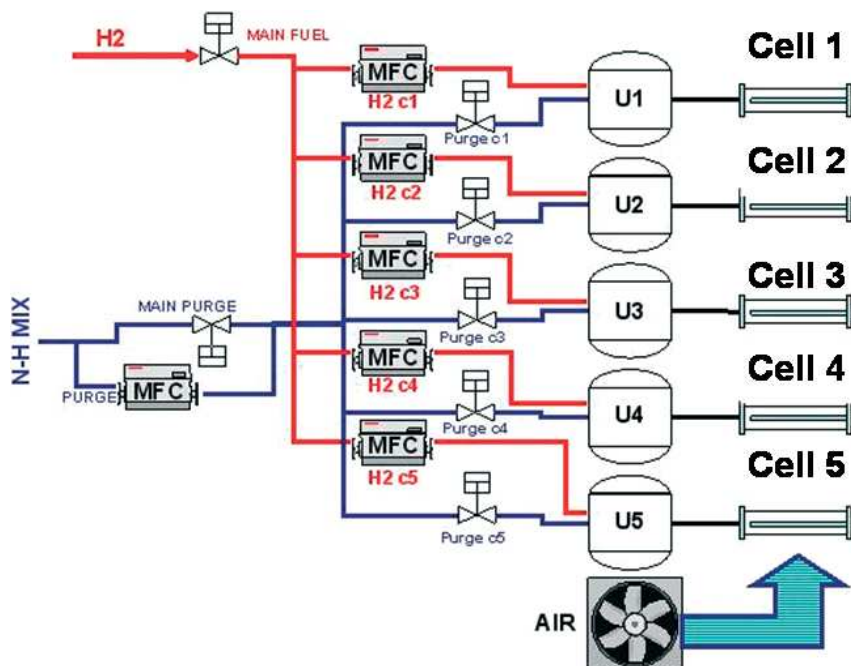 H2
MAIN FUEL
MFC
H2 c1
Purge c1
U1
Cell 1
MFC
H2 c2
Purge c2
U2
Cell 2
MFC
H2 c3
Purge c3
U3
Cell 3
N-H MIX
MAIN PURGE
PURGE
MFC
MFC
H2 c4
Purge c4
U4
Cell 4
MFC
H2 c5
Purge c5
U5
Cell 5
AIR